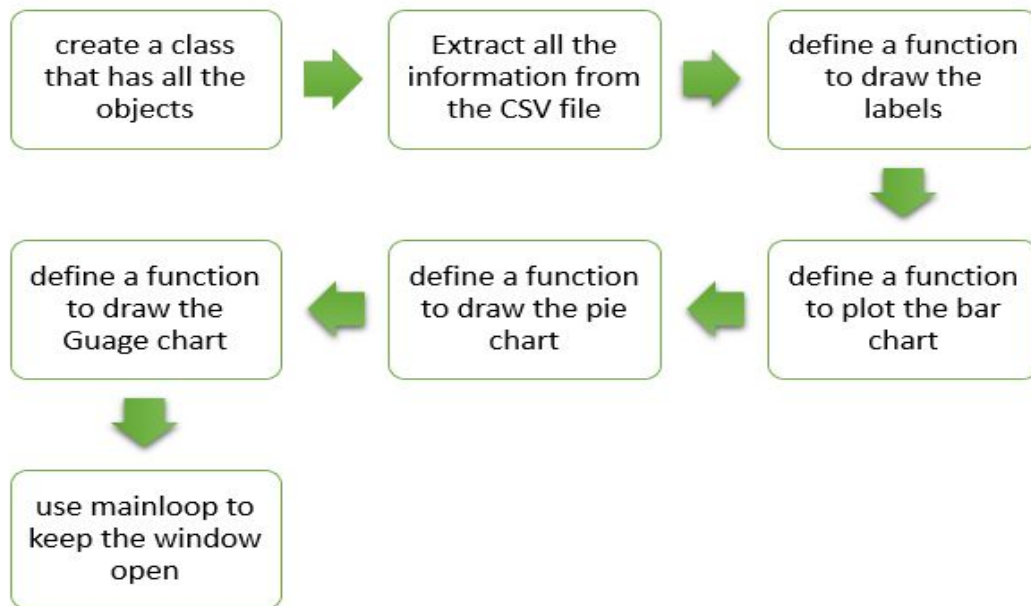 create a class
that has all the
objects
Extract all the
information from
the CSV file
define a function
to draw the
labels
define a function
to plot the bar
chart
define a function
to draw the pie
chart
define a function
to draw the
Guage chart
use mainloop to
keep the window
open